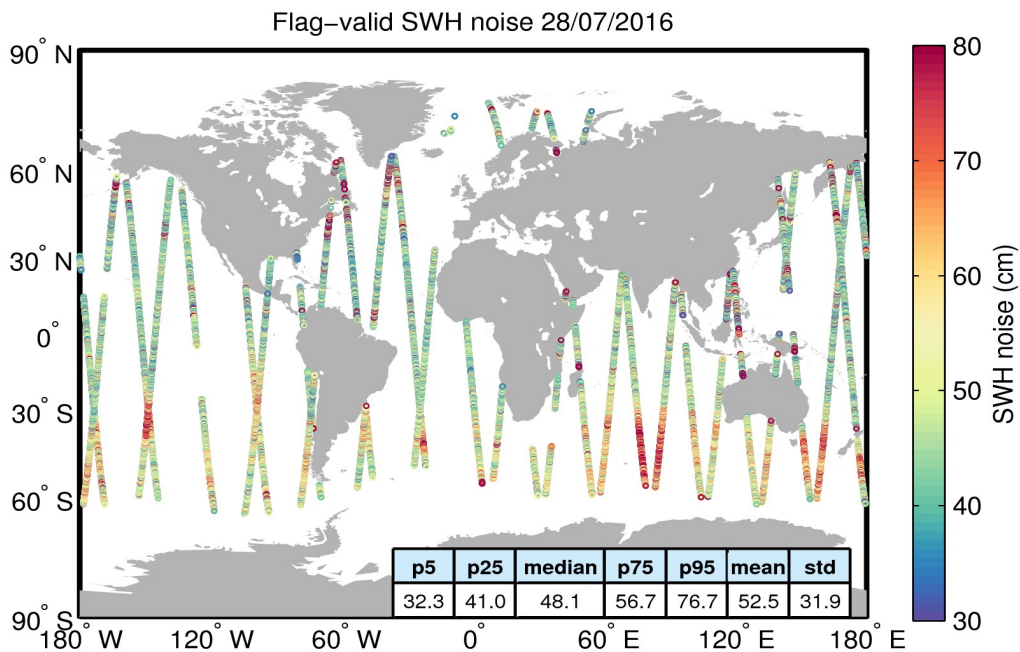 Flag−valid SWH noise 28/07/2016
90° N
60° N
30° N
0°
30° S
60° S
90° S
180° W
120° W
60° W
0°
60° E
120° E
180° E
p5 p25 median p75 p95 mean std
32.3 41.0 48.1 56.7 76.7 52.5 31.9
80
70
60
50
40
30
SWH noise (cm)